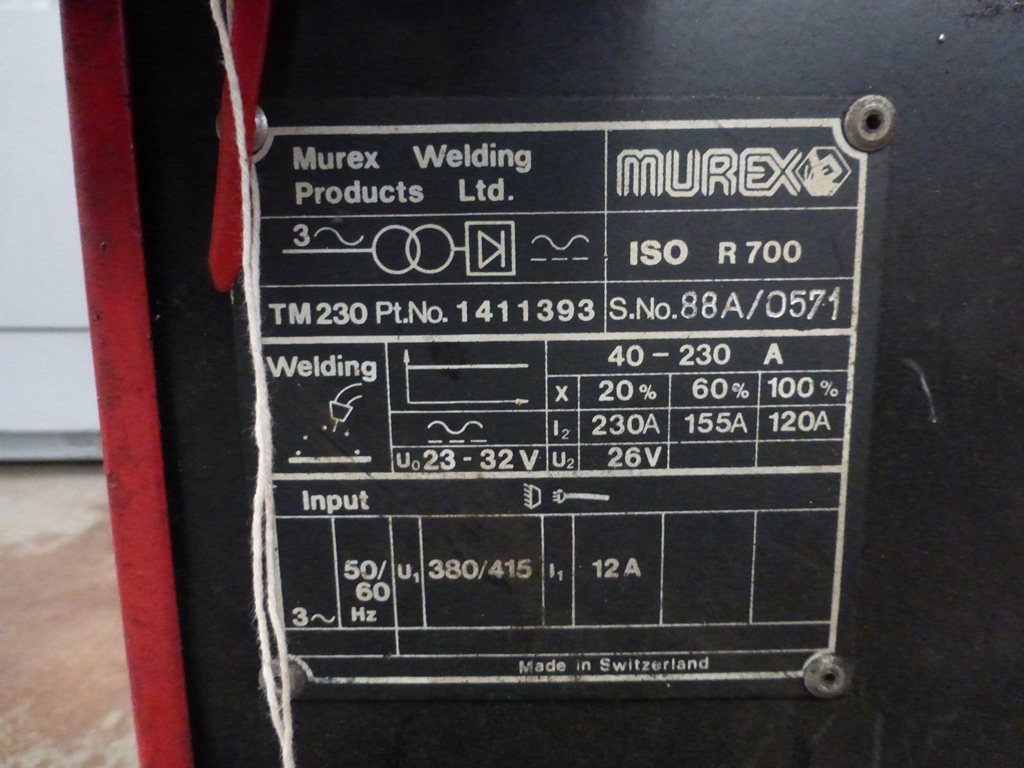 Murex Welding
Products Ltd.
MUREX
3~
ISO R 700
TM 230 Pt.No. 1411393 S.No. 88A/0571
Welding
40 - 230 A
X 20% 60% 100%
I₂ 230A 155A 120A
U₀ 23 - 32 V U₂ 26V
Input
3~ 50/60 Hz U₁ 380/415 I₁ 12 A
Made in Switzerland